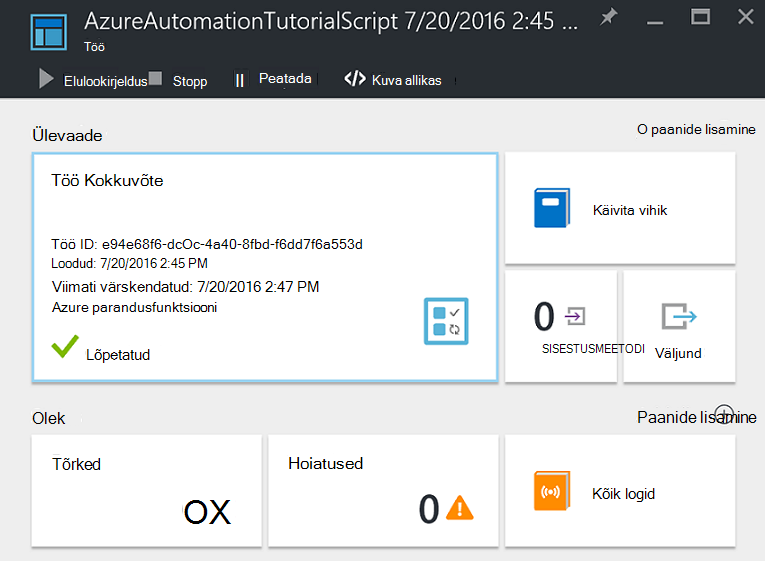 AzureAutomationTutorialScript 7/20/2016 2:45 ...
Töö
Elulookirjeldus Stopp Peatada Kuva allikas
Ülevaade
O paanide lisamine
Töö Kokkuvõte
Töö ID: e94e68f6-dcOc-4a40-8fbd-f6dd7f6a553d
Loodud: 7/20/2016 2:45 PM
Viimati värskendatud: 7/20/2016 2:47 PM
Azure parandusfunktsiooni
Lõpetatud
Käivita vihik
0
SISESTUSMEETODI
Väljund
Olek
Paanide lisamine
Tõrked
OX
Hoiatused
0
Kõik logid